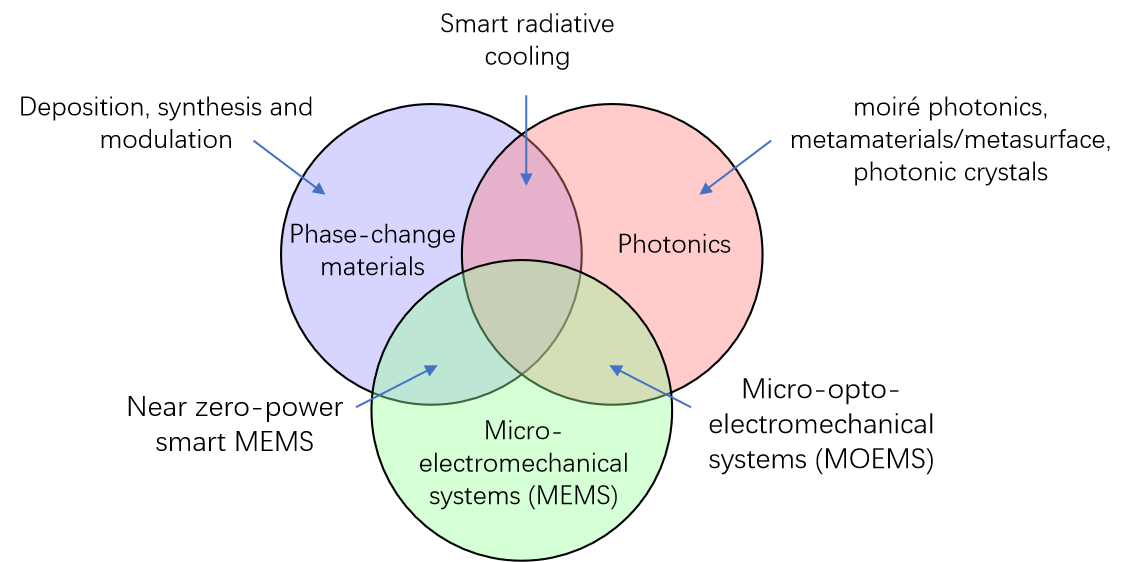 Smart radiative
cooling
Deposition, synthesis and
modulation
moiré photonics,
metamaterials/metasurface,
photonic crystals
Phase-change
materials
Photonics
Near zero-power
smart MEMS
Micro-
electromechanical
systems (MEMS)
Micro-opto-
electromechanical
systems (MOEMS)